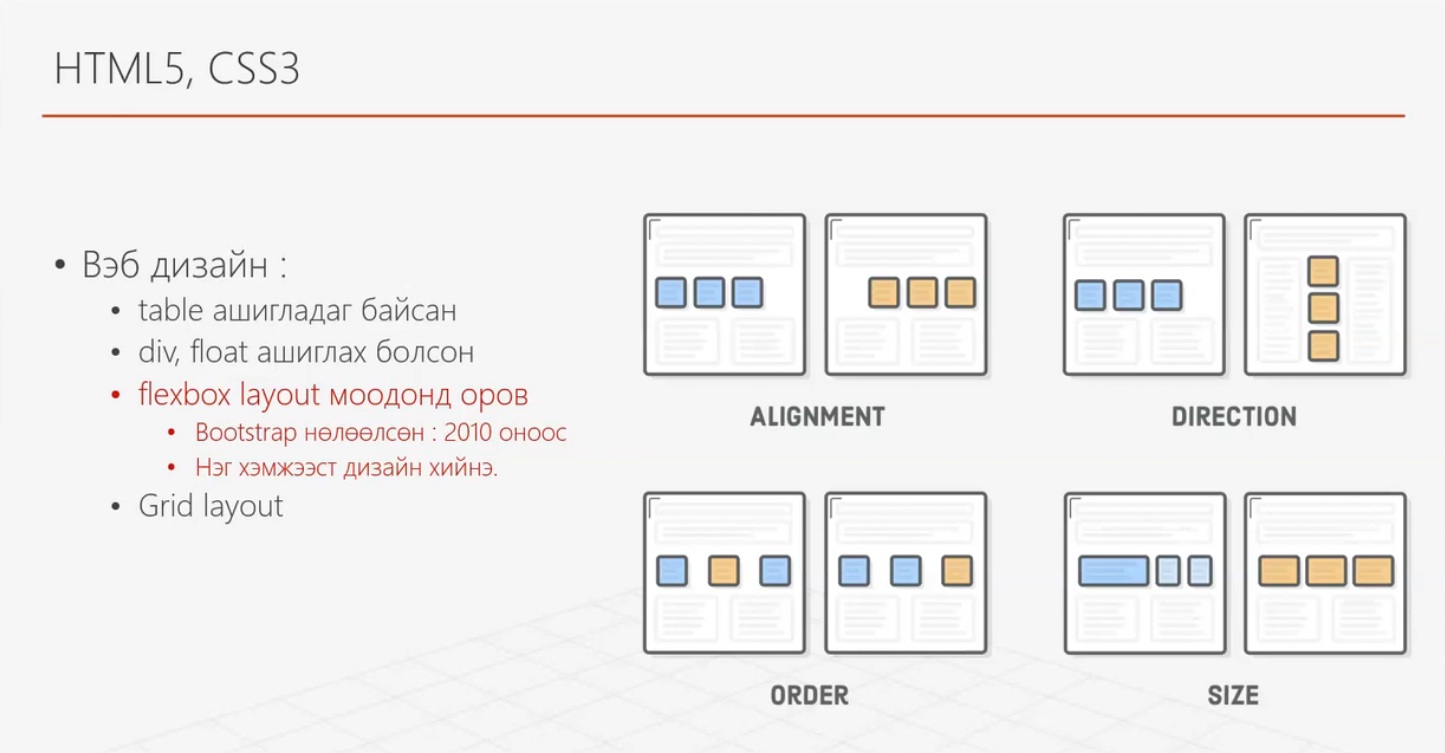 HTML5, CSS3
• Вэб дизайн :
• table ашигладаг байсан
• div, float ашиглах болсон
• flexbox layout моодонд оров
• Bootstrap нөлөөлсөн : 2010 оноос
• Нэг хэмжээст дизайн хийнэ.
• Grid layout
ALIGNMENT
DIRECTION
ORDER
SIZE